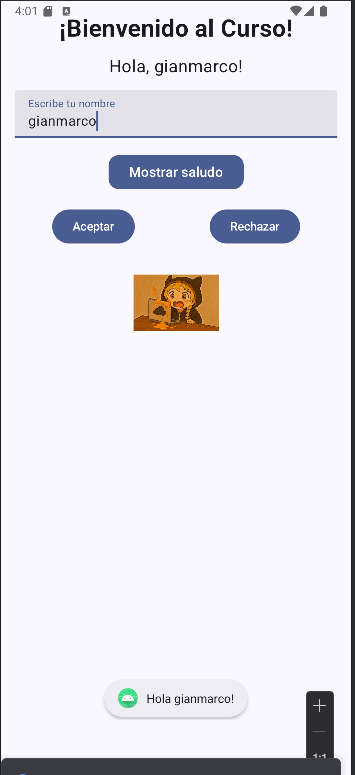 4:01
A
¡Bienvenido al Curso!
Hola, gianmarco!
Escribe tu nombre
gianmarco
Mostrar saludo
Aceptar Rechazar
Hola gianmarco!
1:1